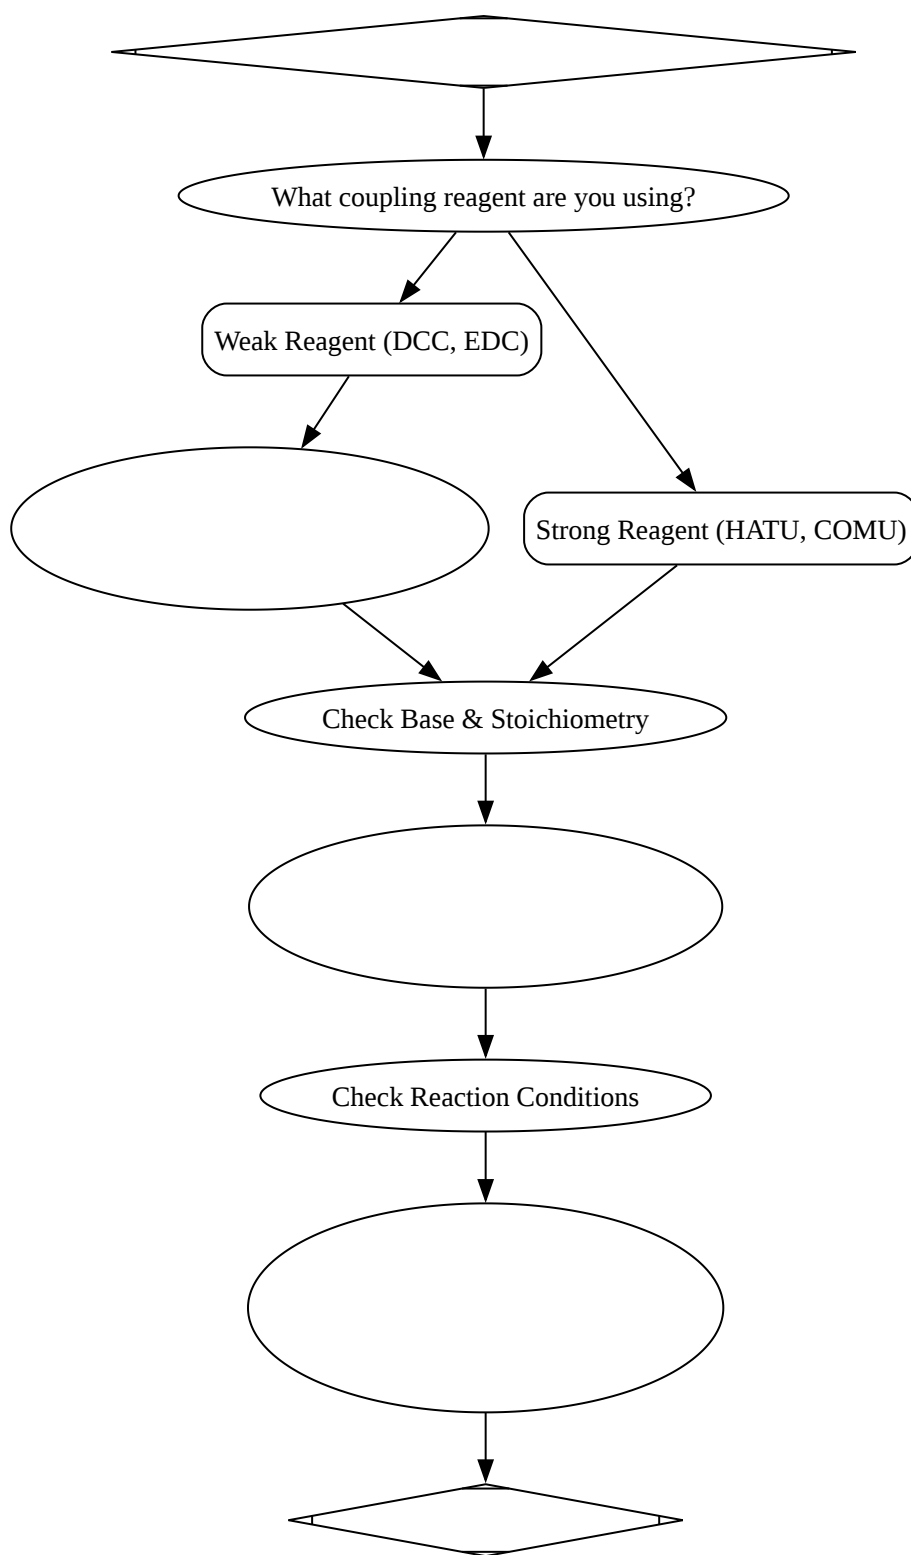 What coupling reagent are you using?
Weak Reagent (DCC, EDC)
Strong Reagent (HATU, COMU)
Check Base & Stoichiometry
Check Reaction Conditions